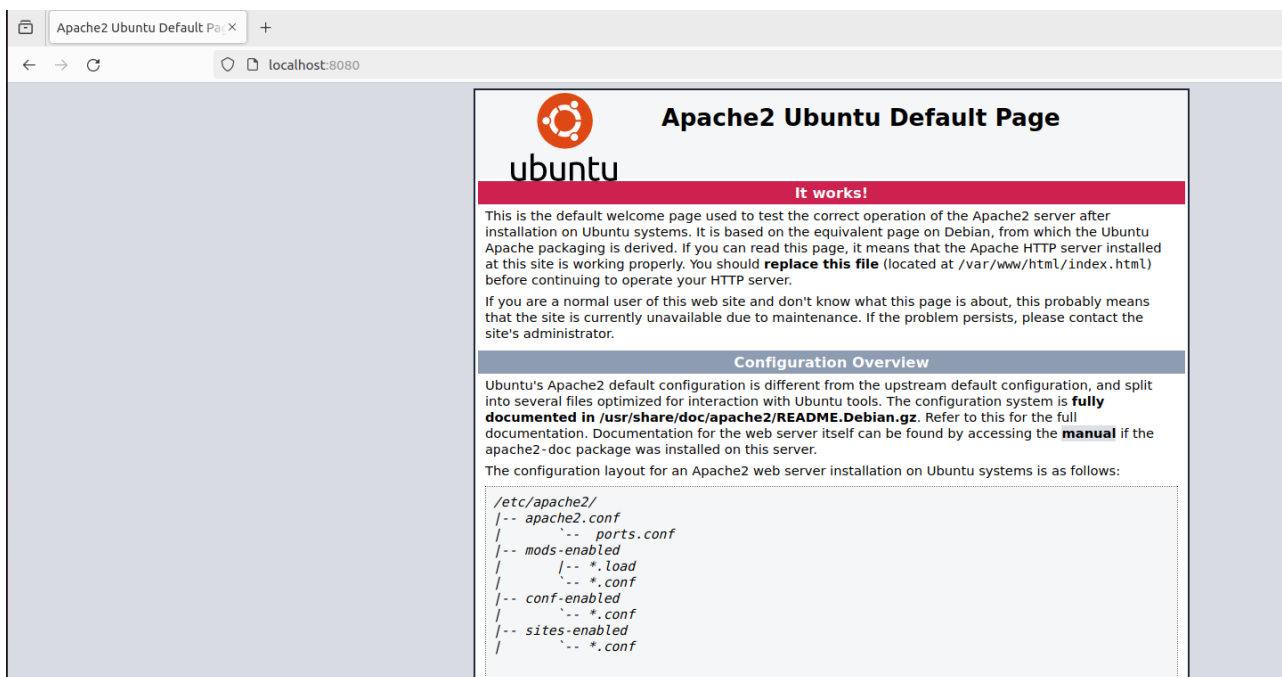 Apache2 Ubuntu Default Pa
localhost:8080
Apache2 Ubuntu Default Page
ubuntu
It works!
This is the default welcome page used to test the correct operation of the Apache2 server after
installation on Ubuntu systems. It is based on the equivalent page on Debian, from which the Ubuntu
Apache packaging is derived. If you can read this page, it means that the Apache HTTP server installed
at this site is working properly. You should replace this file (located at /var/www/html/index.html)
before continuing to operate your HTTP server.
If you are a normal user of this web site and don't know what this page is about, this probably means
that the site is currently unavailable due to maintenance. If the problem persists, please contact the
site's administrator.
Configuration Overview
Ubuntu's Apache2 default configuration is different from the upstream default configuration, and split
into several files optimized for interaction with Ubuntu tools. The configuration system is fully
documented in /usr/share/doc/apache2/README.Debian.gz. Refer to this for the full
documentation. Documentation for the web server itself can be found by accessing the manual if the
apache2-doc package was installed on this server.
The configuration layout for an Apache2 web server installation on Ubuntu systems is as follows:
/etc/apache2/
|-- apache2.conf
|       `--  ports.conf
|-- mods-enabled
|       |-- *.load
|       `-- *.conf
|-- conf-enabled
|       `-- *.conf
|-- sites-enabled
|       `-- *.conf